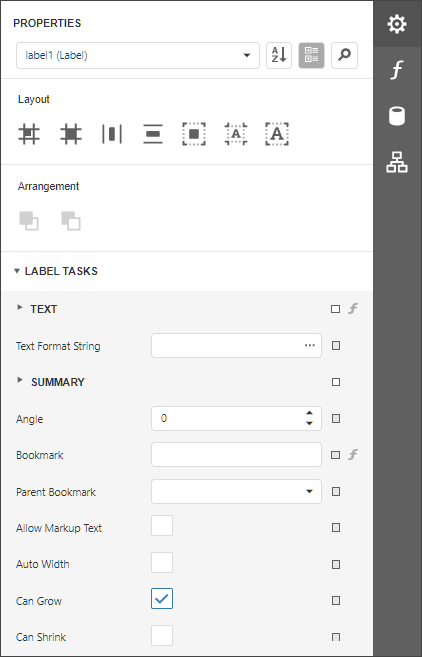 PROPERTIES
label1 (Label)
A Z
Layout
A A
Arrangement
LABEL TASKS
TEXT f
Text Format String ...
SUMMARY
Angle 0
Bookmark f
Parent Bookmark
Allow Markup Text
Auto Width
Can Grow
Can Shrink
f